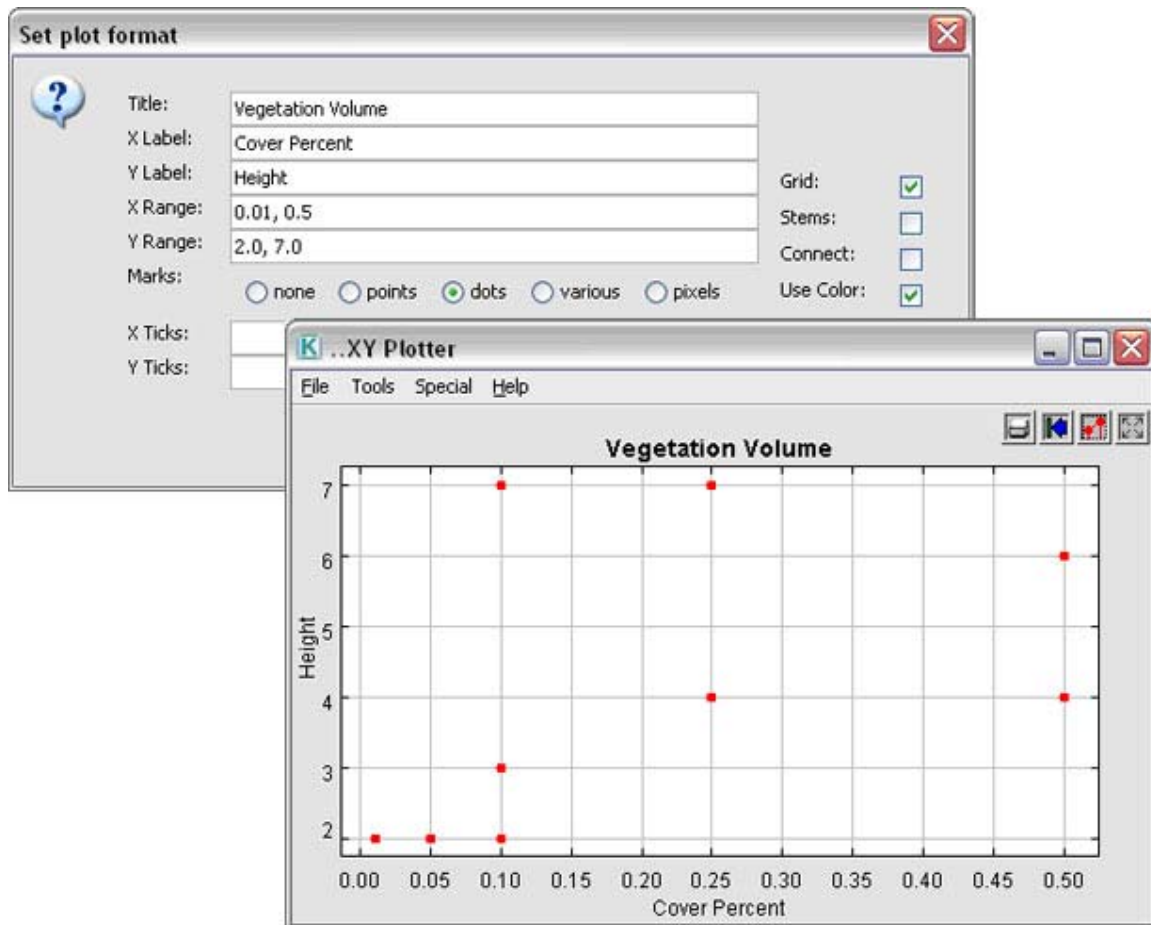 Set plot format
Title: Vegetation Volume
X Label: Cover Percent
Y Label: Height
X Range: 0.01, 0.5
Y Range: 2.0, 7.0
Marks: none points dots various pixels
X Ticks:
Y Ticks:
Grid:
Stems:
Connect:
Use Color:
K ..XY Plotter
File Tools Special Help
Vegetation Volume
7
6
5
4
3
2
Height
0.00 0.05 0.10 0.15 0.20 0.25 0.30 0.35 0.40 0.45 0.50
Cover Percent